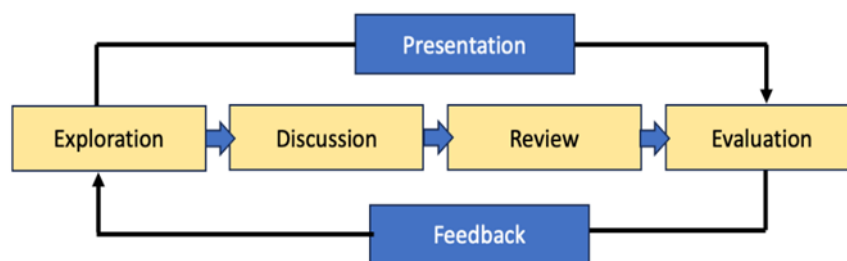 Presentation
Exploration
Discussion
Review
Evaluation
Feedback